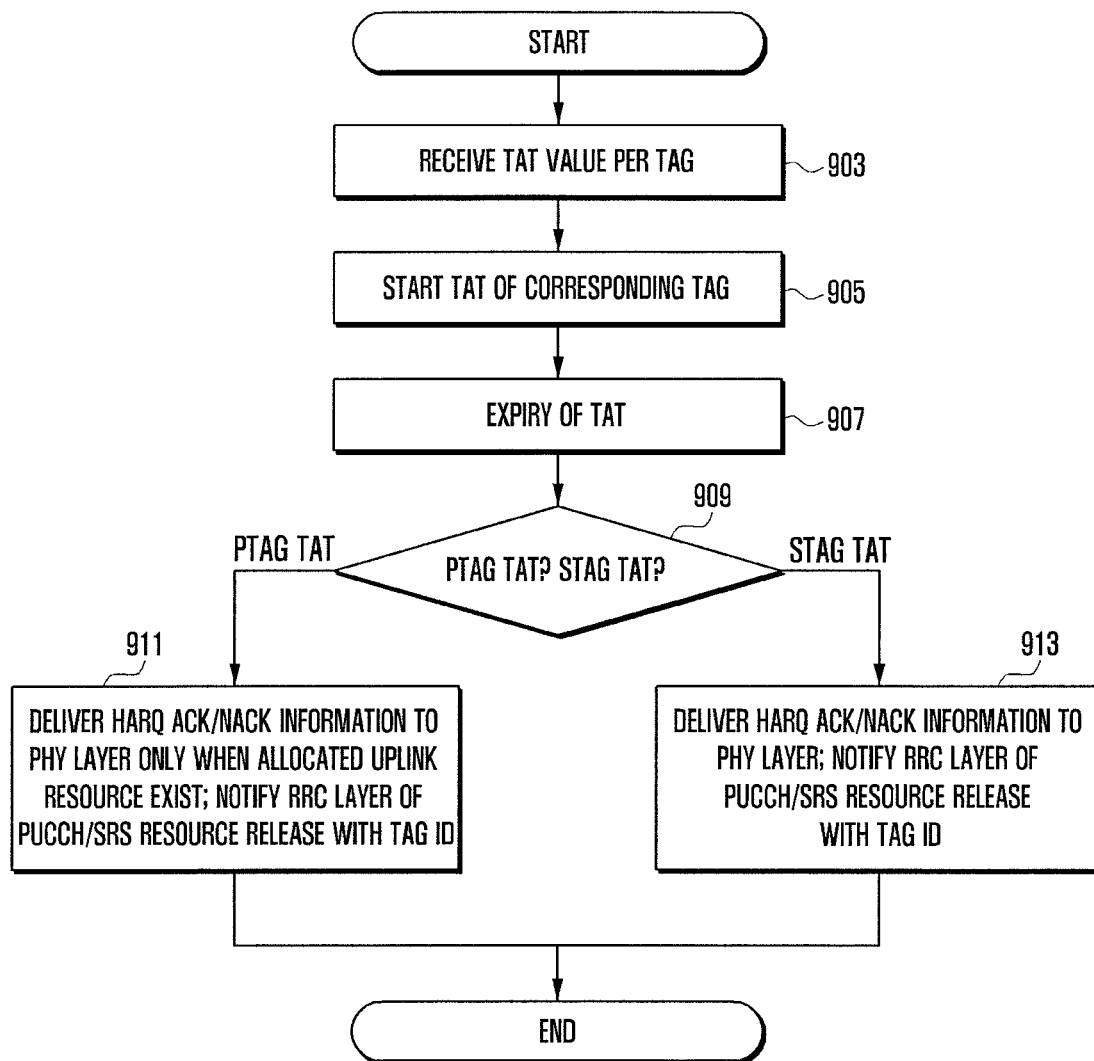 START
RECEIVE TAT VALUE PER TAG
903
START TAT OF CORRESPONDING TAG
905
EXPIRY OF TAT
907
909
PTAG TAT
PTAG TAT? STAG TAT?
STAG TAT
911
DELIVER HARQ ACK/NACK INFORMATION TO
PHY LAYER ONLY WHEN ALLOCATED UPLINK
RESOURCE EXIST; NOTIFY RRC LAYER OF
PUCCH/SRS RESOURCE RELEASE WITH TAG ID
913
DELIVER HARQ ACK/NACK INFORMATION TO
PHY LAYER; NOTIFY RRC LAYER OF
PUCCH/SRS RESOURCE RELEASE
WITH TAG ID
END